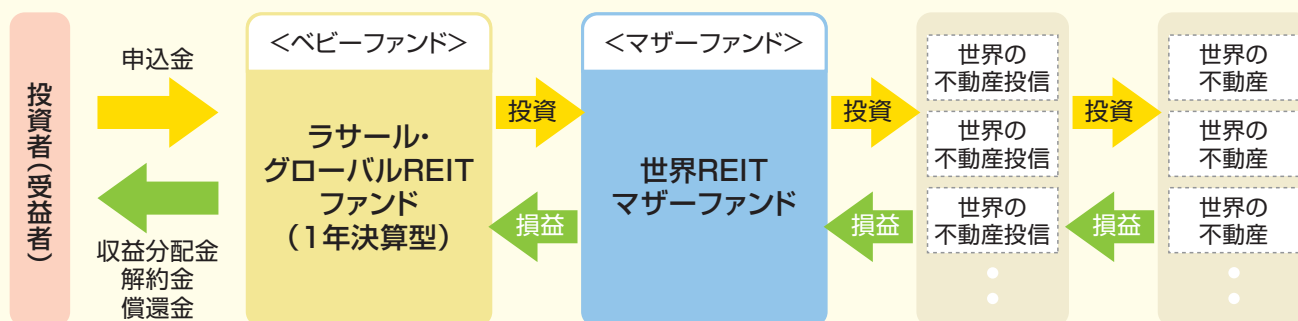 投資者(受益者)
申込金
収益分配金
解約金
償還金
<ベビーファンド>
ラサール・
グローバルREIT
ファンド
(1年決算型)
投資
損益
<マザーファンド>
世界REIT
マザーファンド
投資
損益
世界の
不動産投信
世界の
不動産投信
世界の
不動産投信
投資
損益
世界の
不動産
世界の
不動産
世界の
不動産